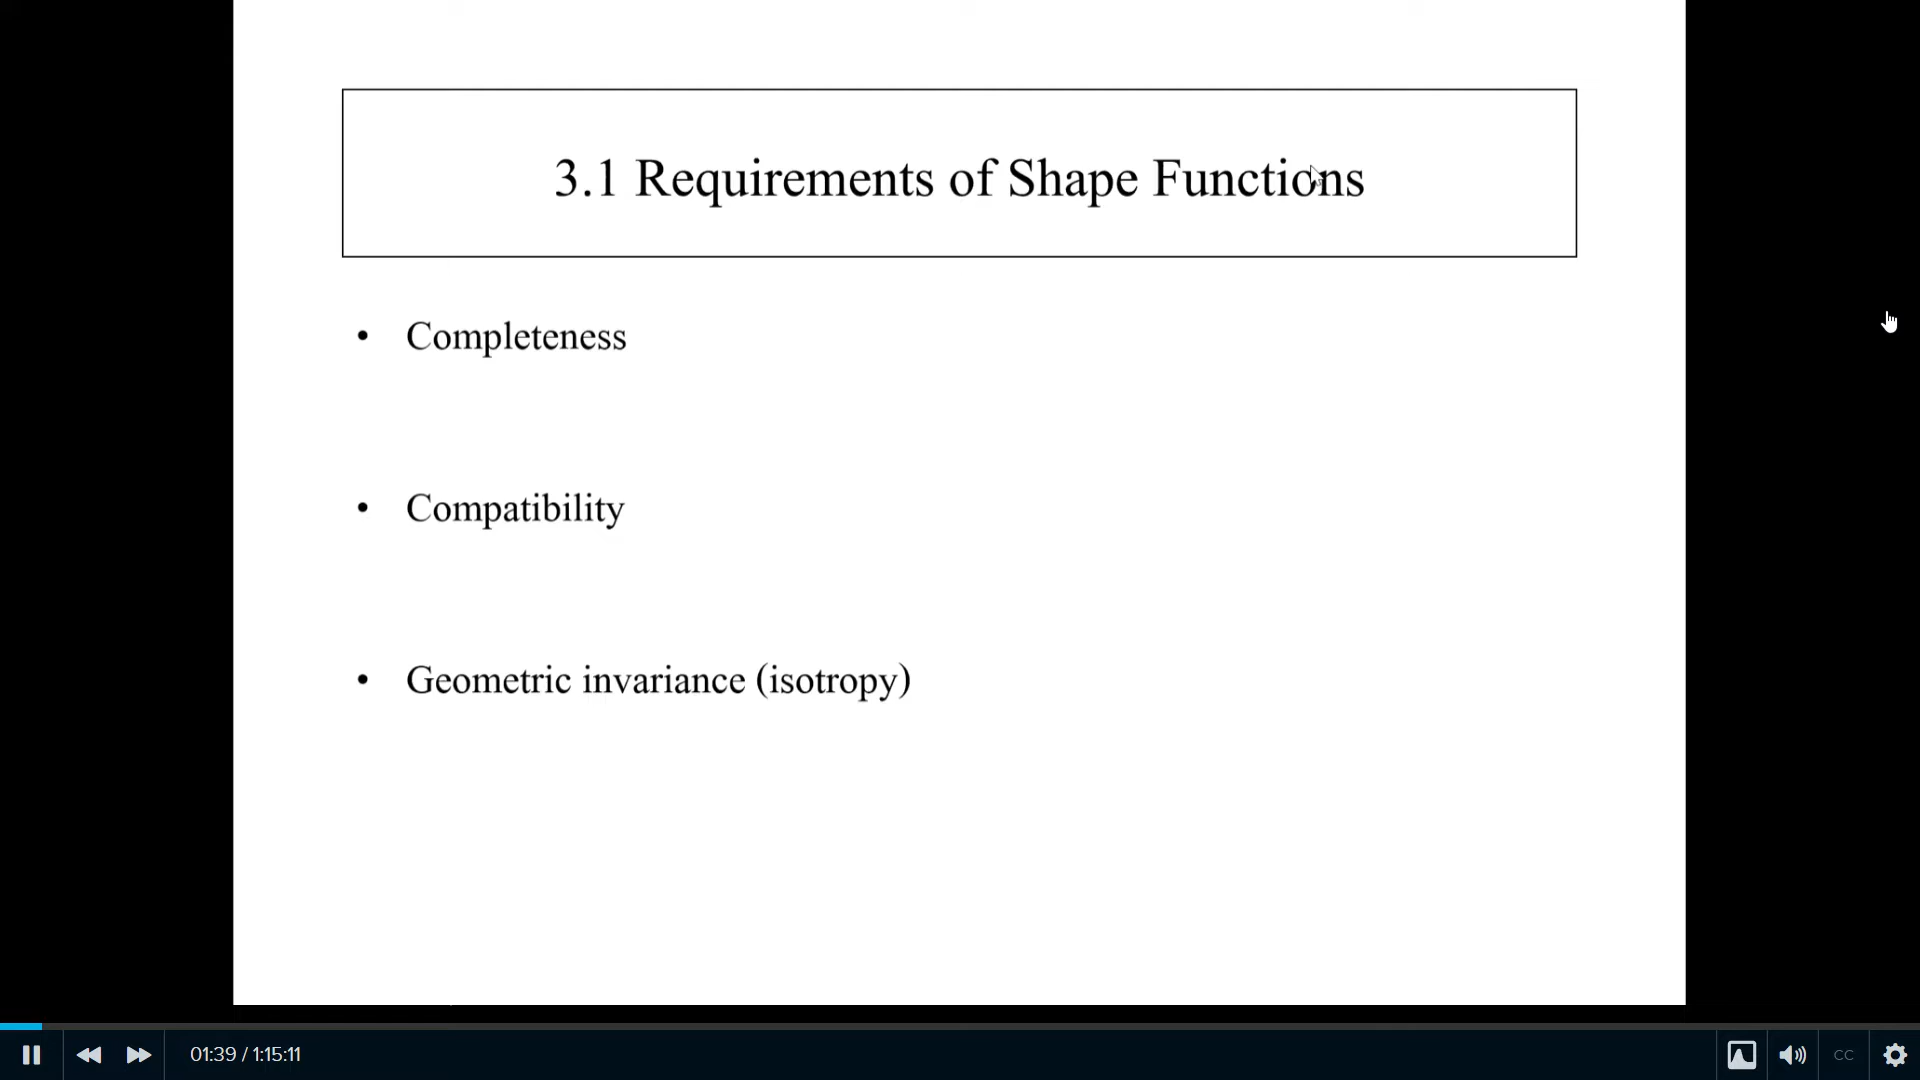 3.1 Requirements of Shape Functions
• Completeness
• Compatibility
• Geometric invariance (isotropy)
01:39 / 1:15:11
CC